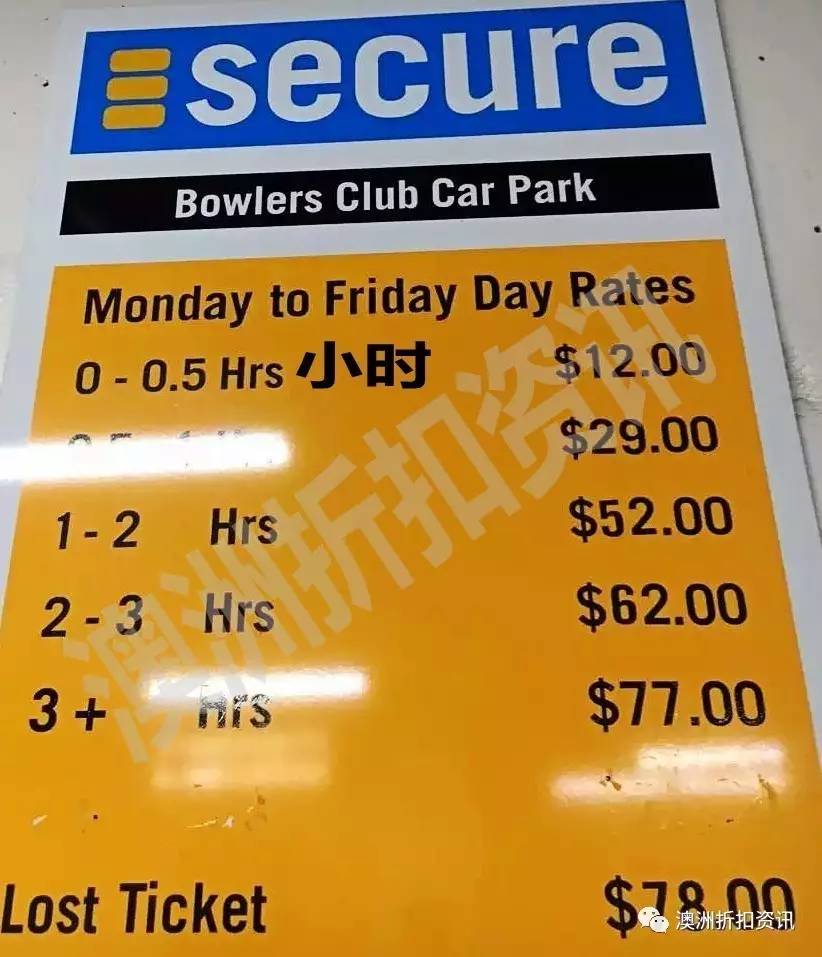 secure
Bowlers Club Car Park
Monday to Friday Day Rates
0 - 0.5 Hrs 小时 $12.00
$29.00
1 - 2 Hrs $52.00
2 - 3 Hrs $62.00
3 + Hrs $77.00
Lost Ticket $78.00
澳洲折扣资讯
澳洲折扣资讯